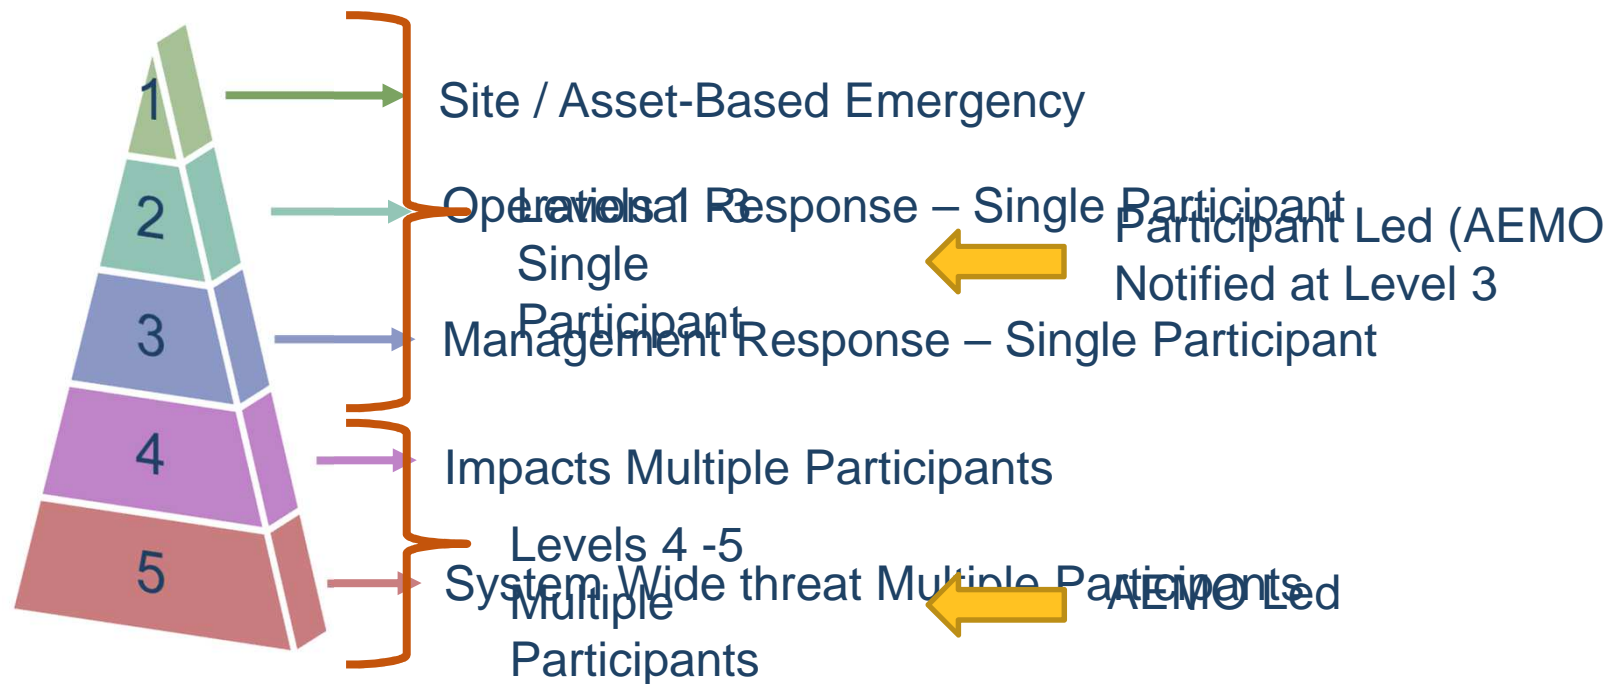 1
Site / Asset-Based Emergency
2
Operational Response – Single Participant
Levels 1 -3
Single
Participant
Participant Led (AEMO
Notified at Level 3
3
Management Response – Single Participant
4
Impacts Multiple Participants
5
System Wide threat Multiple Participants
Levels 4 -5
Multiple
Participants
AEMO Led